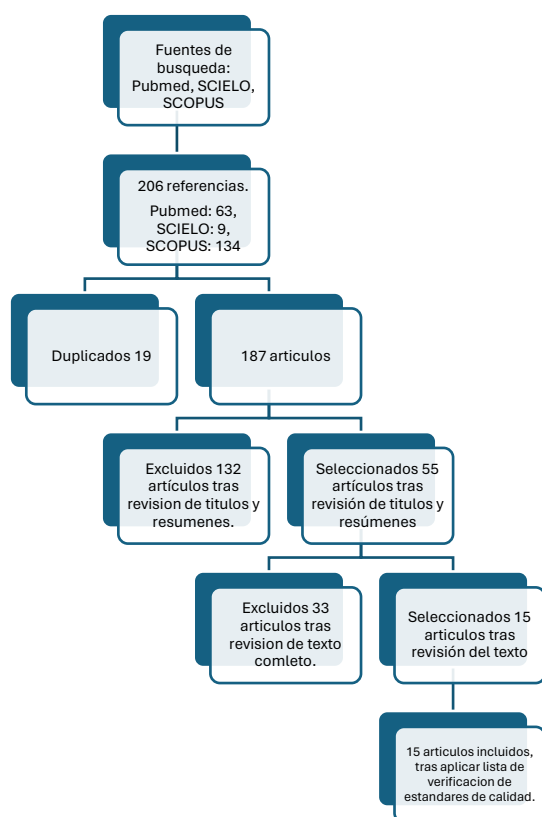 Fuentes de
busqueda:
Pubmed, SCIELO,
SCOPUS
206 referencias.
Pubmed: 63,
SCIELO: 9,
SCOPUS: 134
Duplicados 19
187 articulos
Excluidos 132
artículos tras
revision de titulos y
resumenes.
Seleccionados 55
artículos tras
revisión de titulos y
resúmenes
Excluidos 33
articulos tras
revision de texto
comleto.
Seleccionados 15
articulos tras
revisión del texto
15 articulos incluidos,
tras aplicar lista de
verificacion de
estandares de calidad.